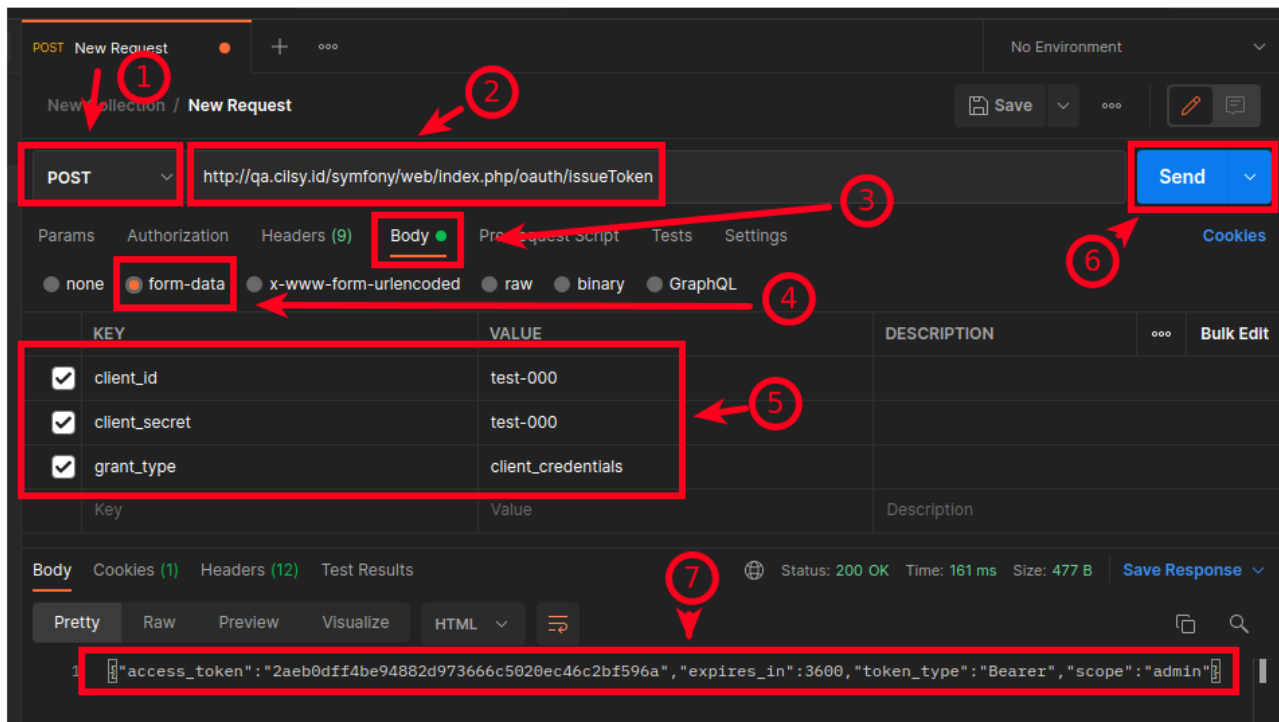 POST New Request
No Environment
1
2
New Collection / New Request
Save
POST
http://qa.cilsy.id/symfony/web/index.php/oauth/issueToken
Send
3
Params Authorization Headers (9) Body Pre-request Script Tests Settings Cookies
6
none form-data x-www-form-urlencoded raw binary GraphQL
4
KEY VALUE DESCRIPTION Bulk Edit
client_id test-000
5
client_secret test-000
grant_type client_credentials
Key Value Description
Body Cookies (1) Headers (12) Test Results
7
Status: 200 OK Time: 161 ms Size: 477 B Save Response
Pretty Raw Preview Visualize HTML
1 {"access_token":"2aeb0dff4be94882d973666c5020ec46c2bf596a","expires_in":3600,"token_type":"Bearer","scope":"admin"}